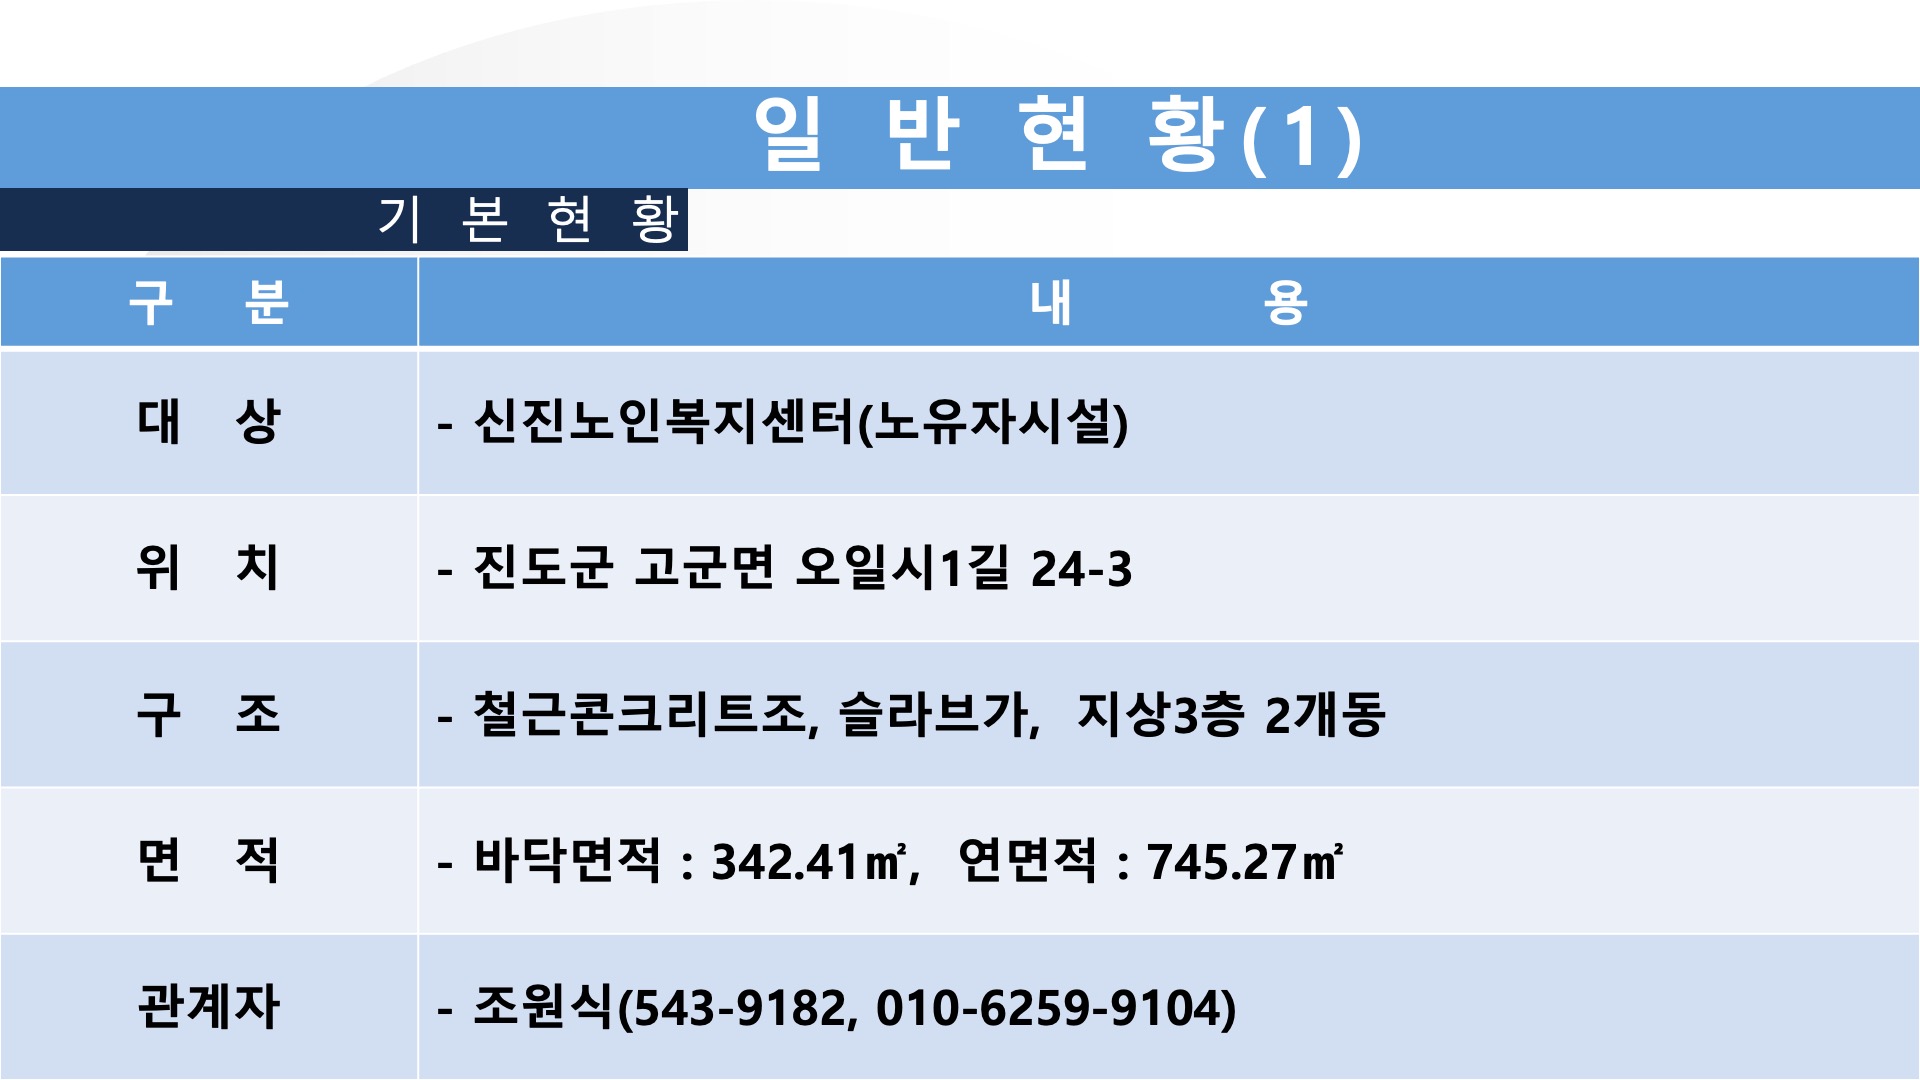 일 반 현 황(1)
기 본 현 황
구 분 내 용
대 상 - 신진노인복지센터(노유자시설)
위 치 - 진도군 고군면 오일시1길 24-3
구 조 - 철근콘크리트조, 슬라브가, 지상3층 2개동
면 적 - 바닥면적 : 342.41㎡, 연면적 : 745.27㎡
관계자 - 조원식(543-9182, 010-6259-9104)